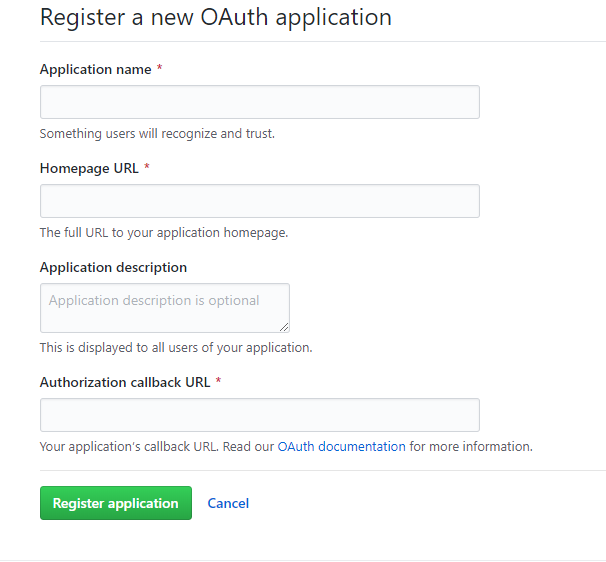 Register a new OAuth application
Application name *
Something users will recognize and trust.
Homepage URL *
The full URL to your application homepage.
Application description
Application description is optional
This is displayed to all users of your application.
Authorization callback URL *
Your application's callback URL. Read our OAuth documentation for more information.
Register application Cancel